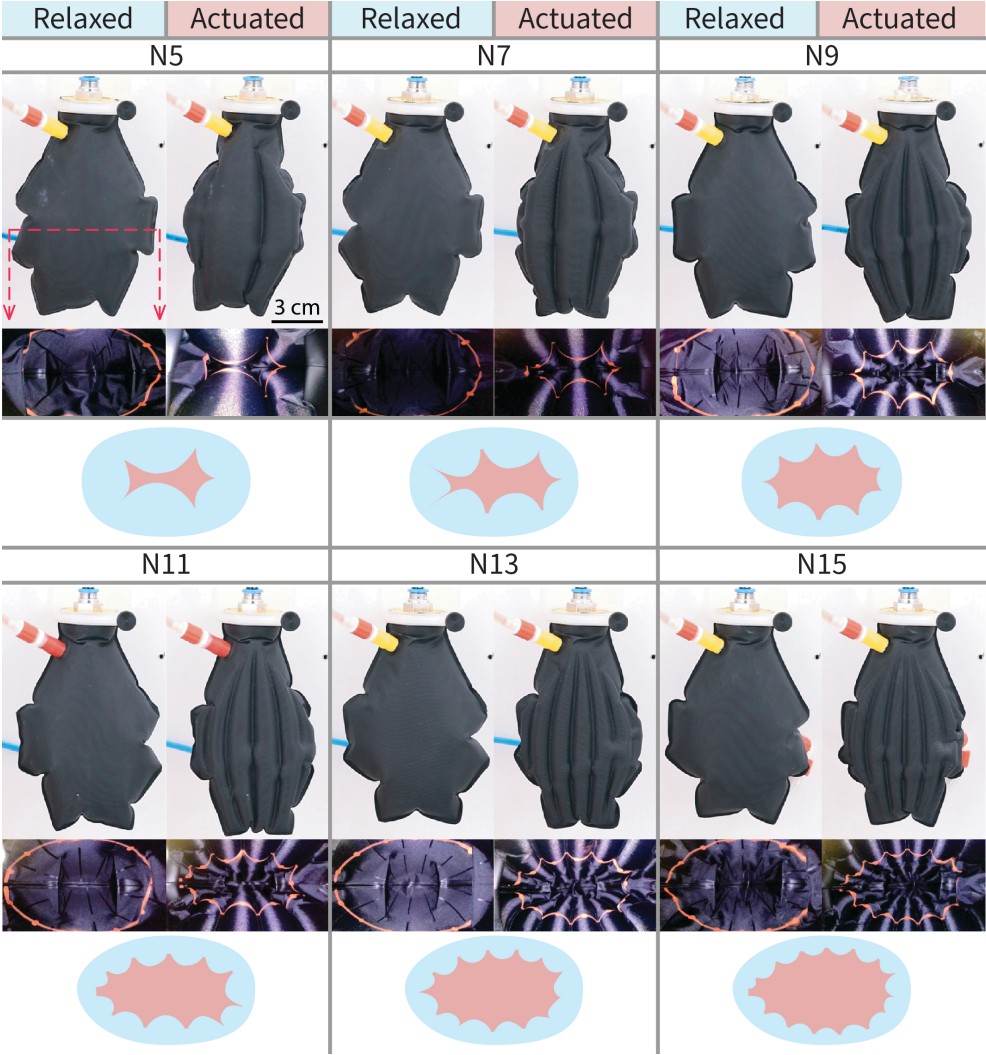 Relaxed Actuated Relaxed Actuated Relaxed Actuated
N5 N7 N9
3 cm
N11 N13 N15